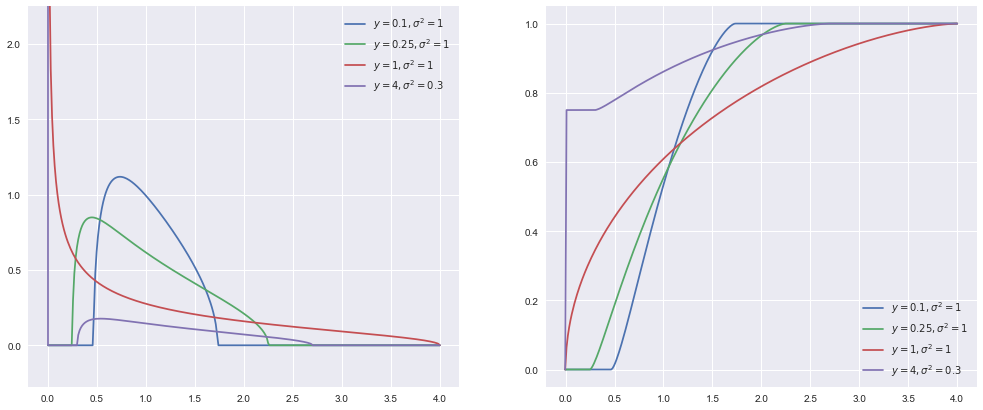 2.0
1.5
1.0
0.5
0.0
0.0 0.5 1.0 1.5 2.0 2.5 3.0 3.5 4.0
y = 0.1, σ² = 1
y = 0.25, σ² = 1
y = 1, σ² = 1
y = 4, σ² = 0.3
1.0
0.8
0.6
0.4
0.2
0.0
0.0 0.5 1.0 1.5 2.0 2.5 3.0 3.5 4.0
y = 0.1, σ² = 1
y = 0.25, σ² = 1
y = 1, σ² = 1
y = 4, σ² = 0.3